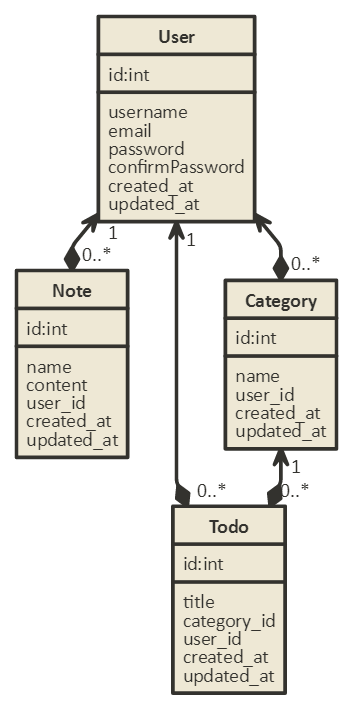 User
id:int
username
email
password
confirmPassword
created_at
updated_at
1
1
0..*
0..*
Note
id:int
name
content
user_id
created_at
updated_at
Category
id:int
name
user_id
created_at
updated_at
1
0..*
0..*
Todo
id:int
title
category_id
user_id
created_at
updated_at